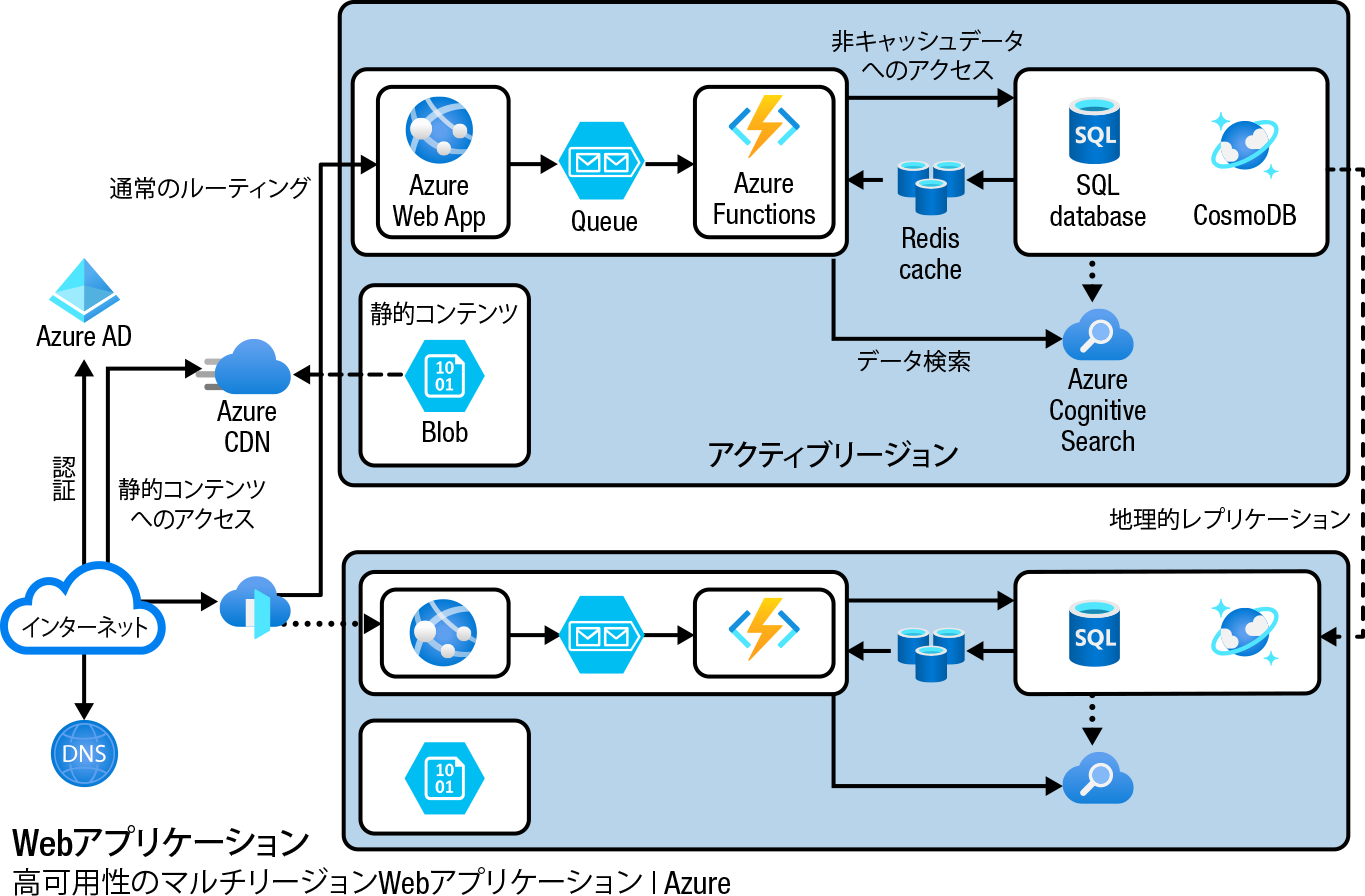 非キャッシュデータ
へのアクセス
SQL
SQL
database
CosmoDB
Azure
Web App
Queue
Azure
Functions
Redis
cache
通常のルーティング
静的コンテンツ
10
01
Blob
データ検索
Azure
Cognitive
Search
アクティブリージョン
Azure AD
Azure
CDN
認証
静的コンテンツ
へのアクセス
地理的レプリケーション
インターネット
SQL
DNS
10
01
Webアプリケーション
高可用性のマルチリージョンWebアプリケーション | Azure